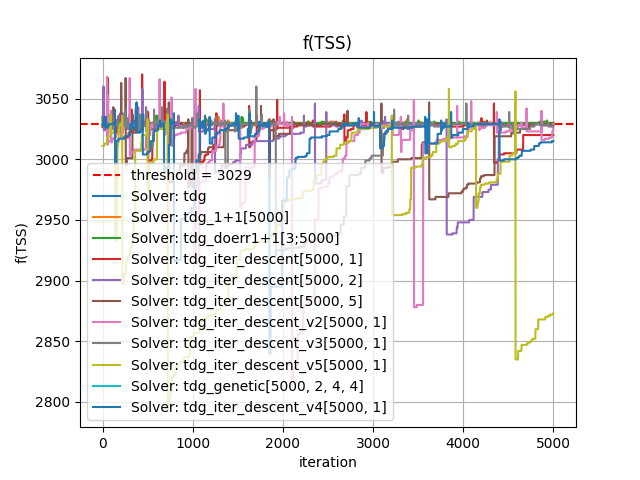 f(TSS)
f(TSS)
3050
3000
2950
2900
2850
2800
threshold = 3029
Solver: tdg
Solver: tdg_1+1[5000]
Solver: tdg_doerr1+1[3;5000]
Solver: tdg_iter_descent[5000, 1]
Solver: tdg_iter_descent[5000, 2]
Solver: tdg_iter_descent[5000, 5]
Solver: tdg_iter_descent_v2[5000, 1]
Solver: tdg_iter_descent_v3[5000, 1]
Solver: tdg_iter_descent_v5[5000, 1]
Solver: tdg_genetic[5000, 2, 4, 4]
Solver: tdg_iter_descent_v4[5000, 1]
0 1000 2000 3000 4000 5000
iteration